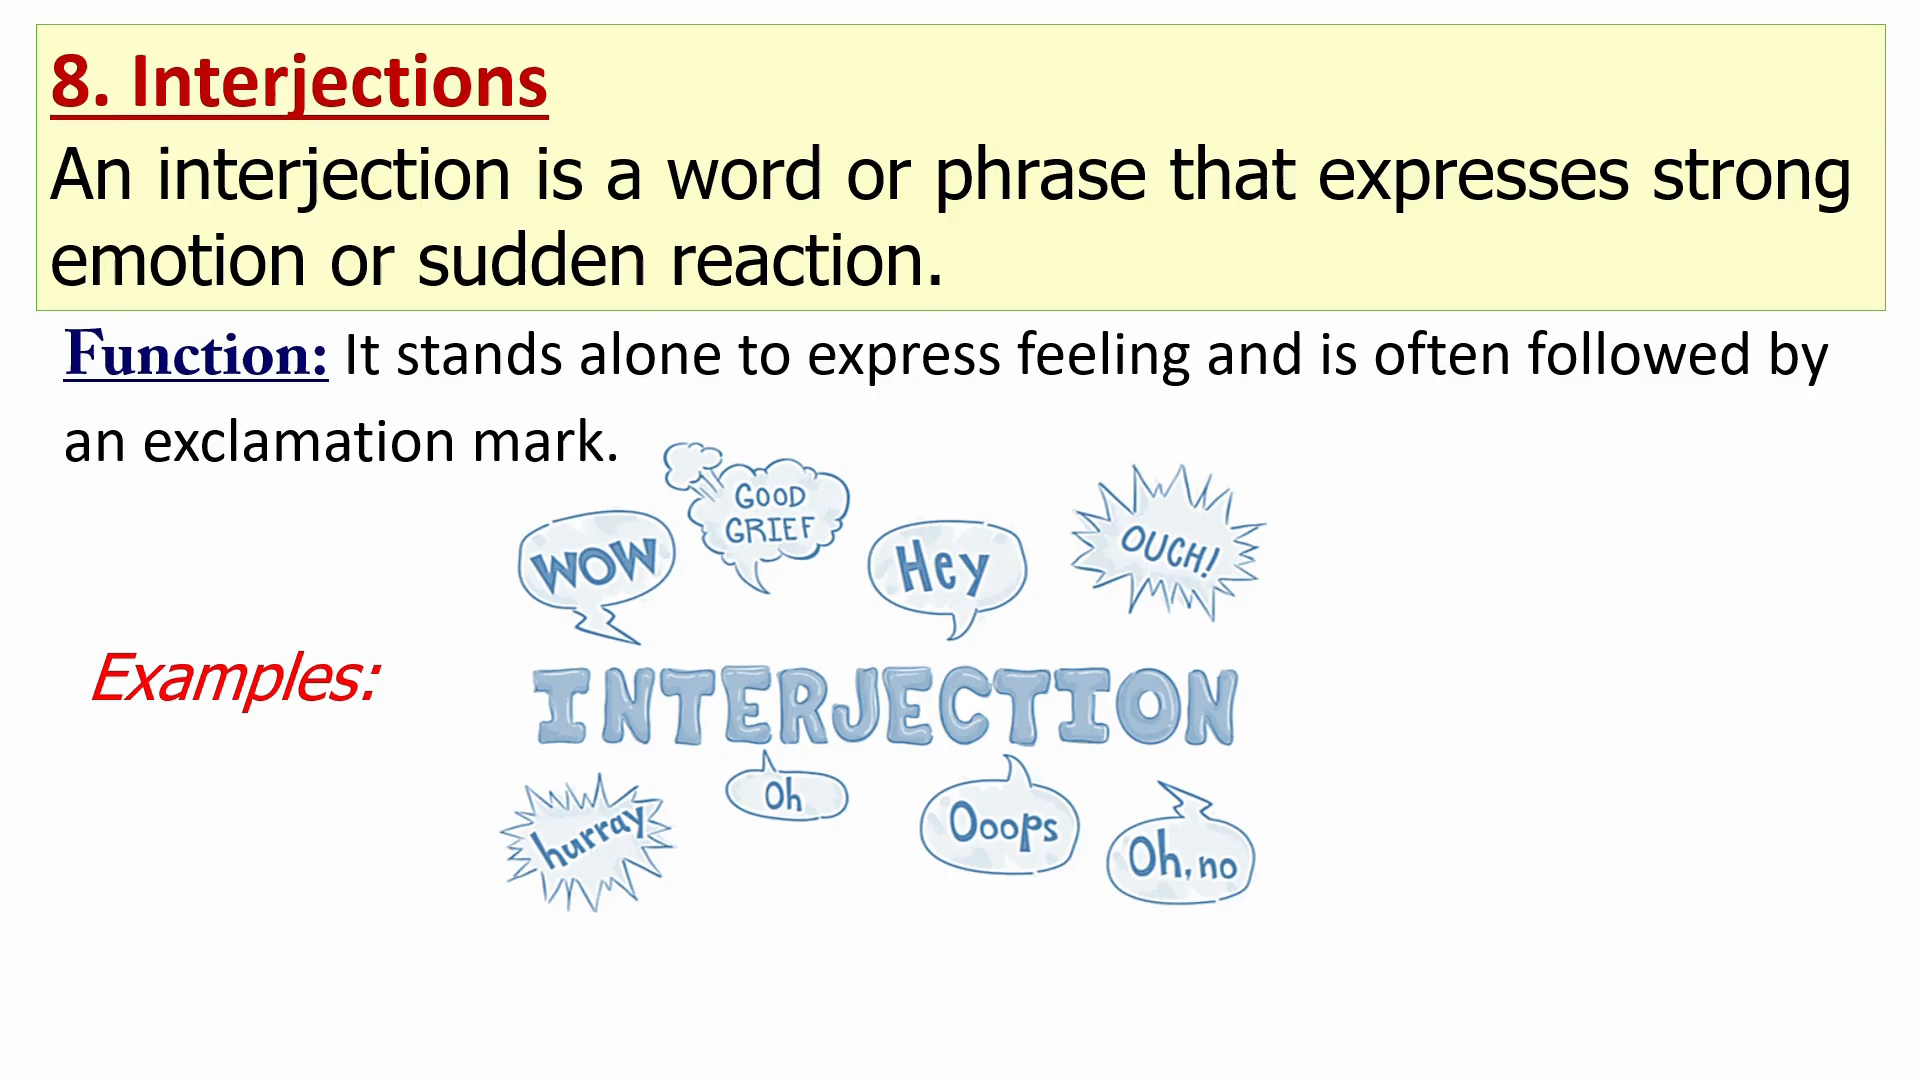 8. Interjections
An interjection is a word or phrase that expresses strong
emotion or sudden reaction.
Function: It stands alone to express feeling and is often followed by
an exclamation mark.
GOOD
GRIEF
WOW
Hey
OUCH!
Examples:
INTERJECTION
hurray
Oh
Ooops
Oh, no